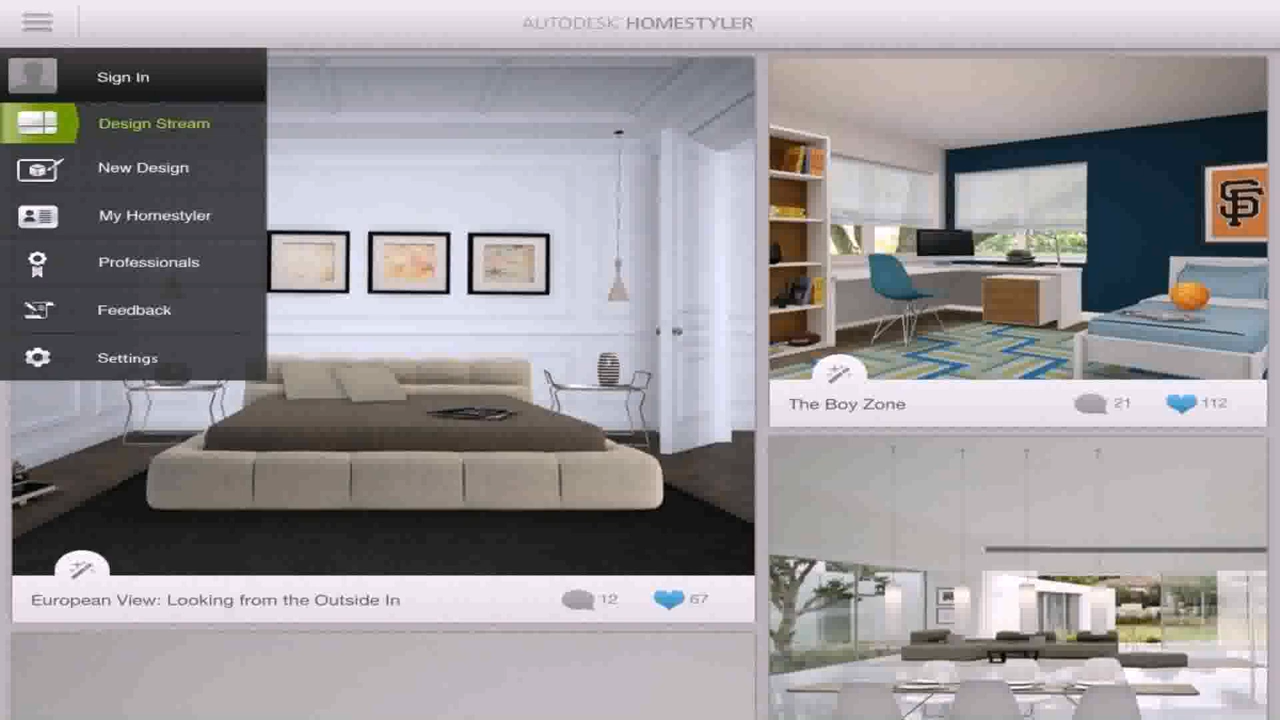 AUTODESK HOMESTYLER
Sign In
Design Stream
New Design
My Homestyler
Professionals
Feedback
Settings
SF
The Boy Zone
21
112
European View: Looking from the Outside In
12
67